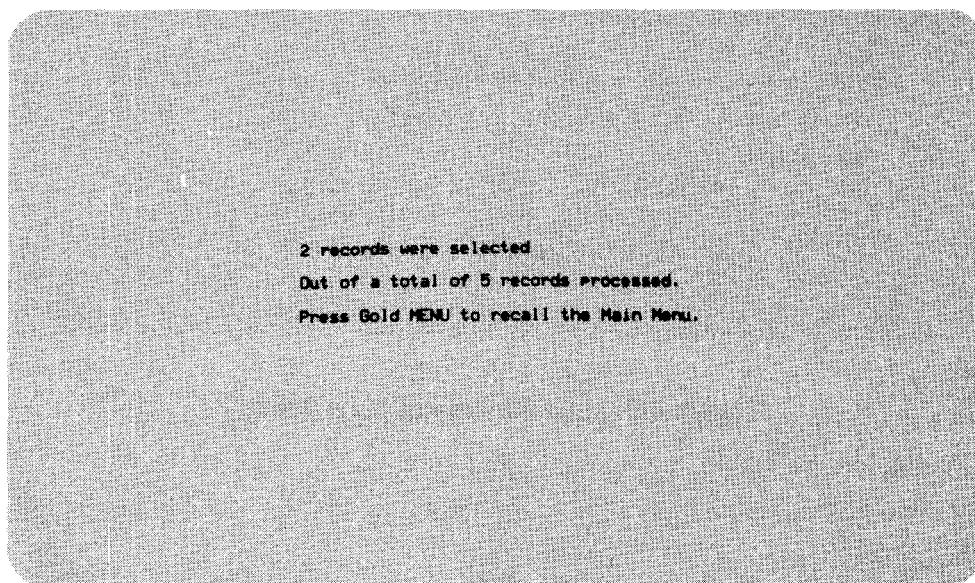 2 records were selected
Out of a total of 5 records processed.
Press Gold MENU to recall the Main Menu.